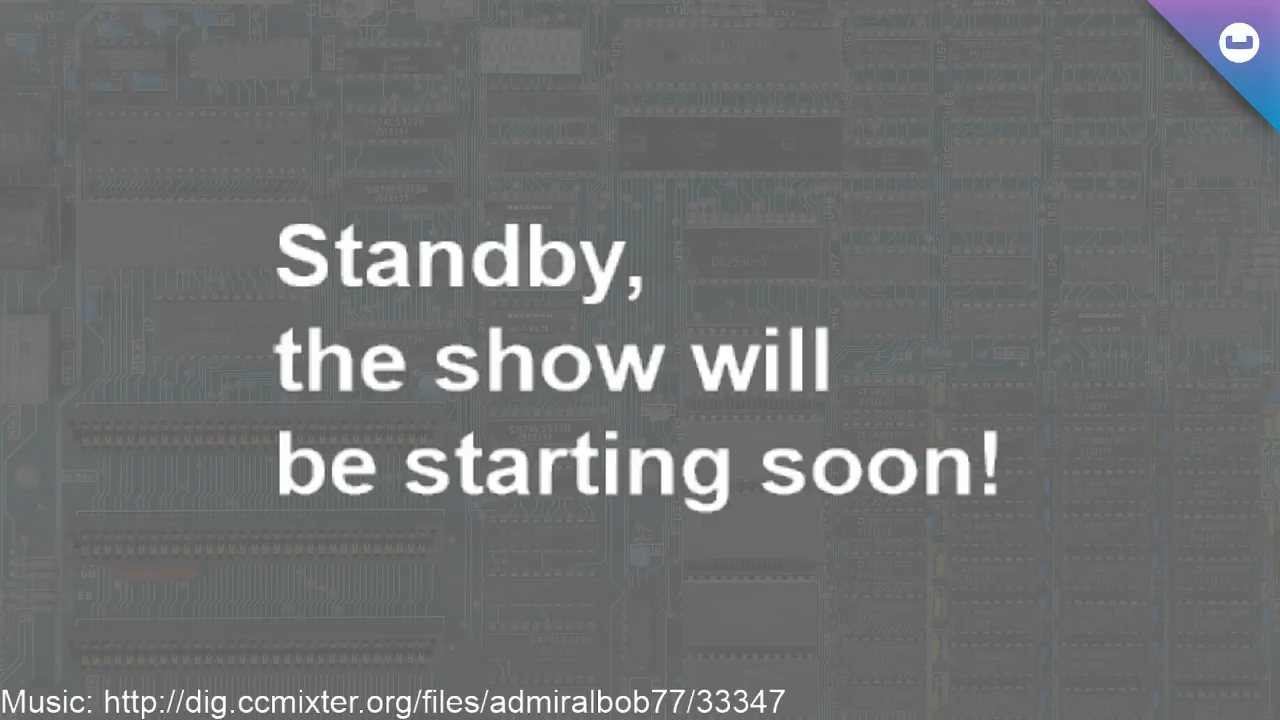 Standby,
the show will
be starting soon!
Music: http://dig.ccmixter.org/files/admiralbob77/33347